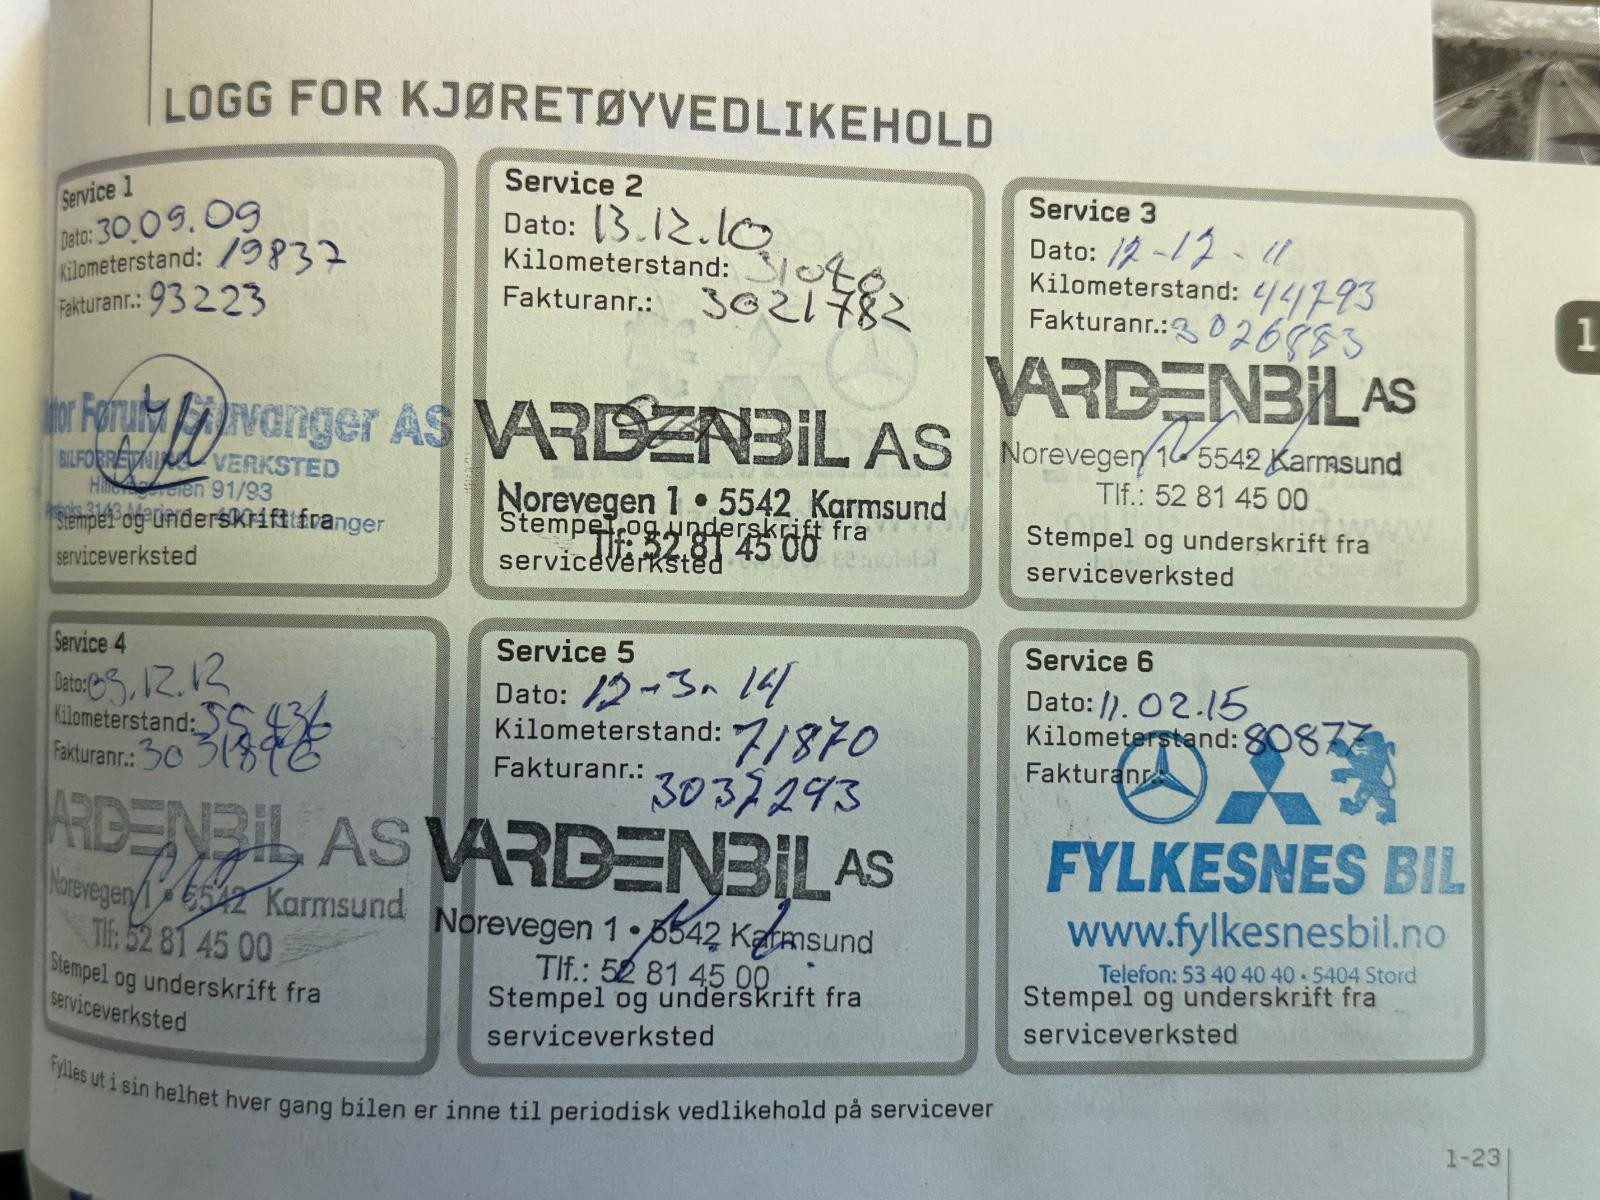 LOGG FOR KJØRETØYVEDLIKEHOLD
1
Service 1
Dato: 30.09.09
Kilometerstand: 19837
Fakturanr.: 93223
Forum Stavanger AS
BILFORRETNING - VERKSTED
91/93
Stavanger
Stempel og underskrift fra
serviceverksted
Service 2
Dato: 13.12.10
Kilometerstand: 31040
Fakturanr.: 3021782
VARDENBIL AS
Norevegen 1 • 5542 Karmsund
Stempel og underskrift fra
Tlf: 52 81 45 00
serviceverksted
Service 3
Dato: 12-12-11
Kilometerstand: 44793
Fakturanr.: 3026883
VARDENBIL AS
Norevegen 1 • 5542 Karmsund
Tlf.: 52 81 45 00
Stempel og underskrift fra
serviceverksted
Service 4
Dato: 03.12.12
Kilometerstand:
Fakturanr.:
VARDENBIL AS
Norevegen 1 • 5542 Karmsund
Tlf: 52 81 45 00
Stempel og underskrift fra
serviceverksted
Service 5
Dato: 12-3-14
Kilometerstand: 71870
Fakturanr.: 3037293
VARDENBIL AS
Norevegen 1 • 5542 Karmsund
Tlf.: 52 81 45 00
Stempel og underskrift fra
serviceverksted
Service 6
Dato: 11.02.15
Kilometerstand: 80877
Fakturanr.:
FYLKESNES BIL
www.fylkesnesbil.no
Telefon: 53 40 40 40 • 5404 Stord
Stempel og underskrift fra
serviceverksted
Fylles ut i sin helhet hver gang bilen er inne til periodisk vedlikehold på servicever
1-23